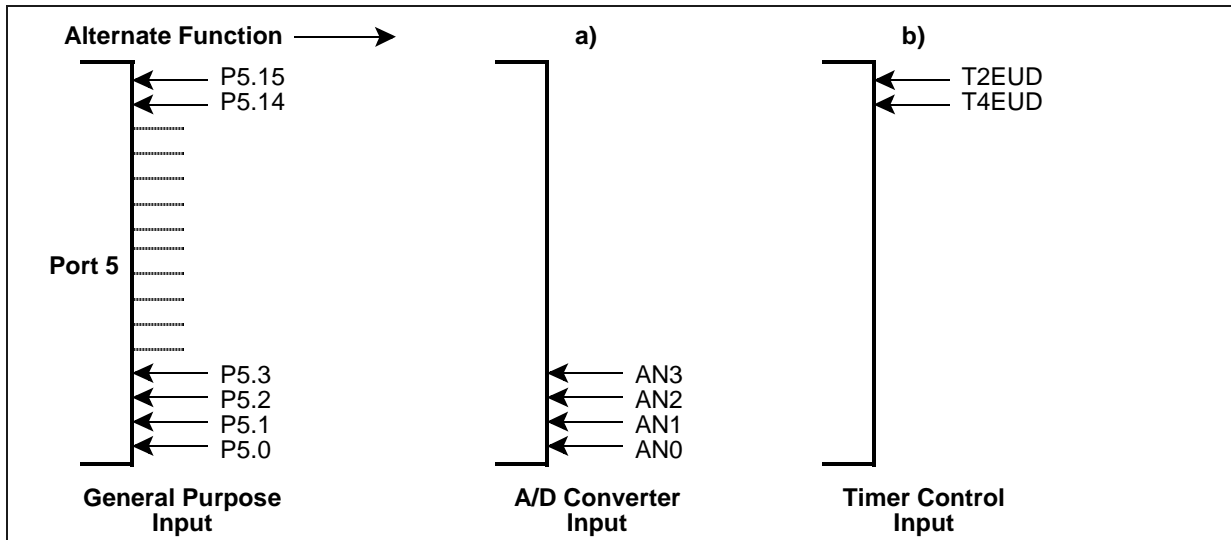 Alternate Function
a)
b)
P5.15
P5.14
Port 5
P5.3
P5.2
P5.1
P5.0
General Purpose
Input
T2EUD
T4EUD
AN3
AN2
AN1
AN0
A/D Converter
Input
Timer Control
Input